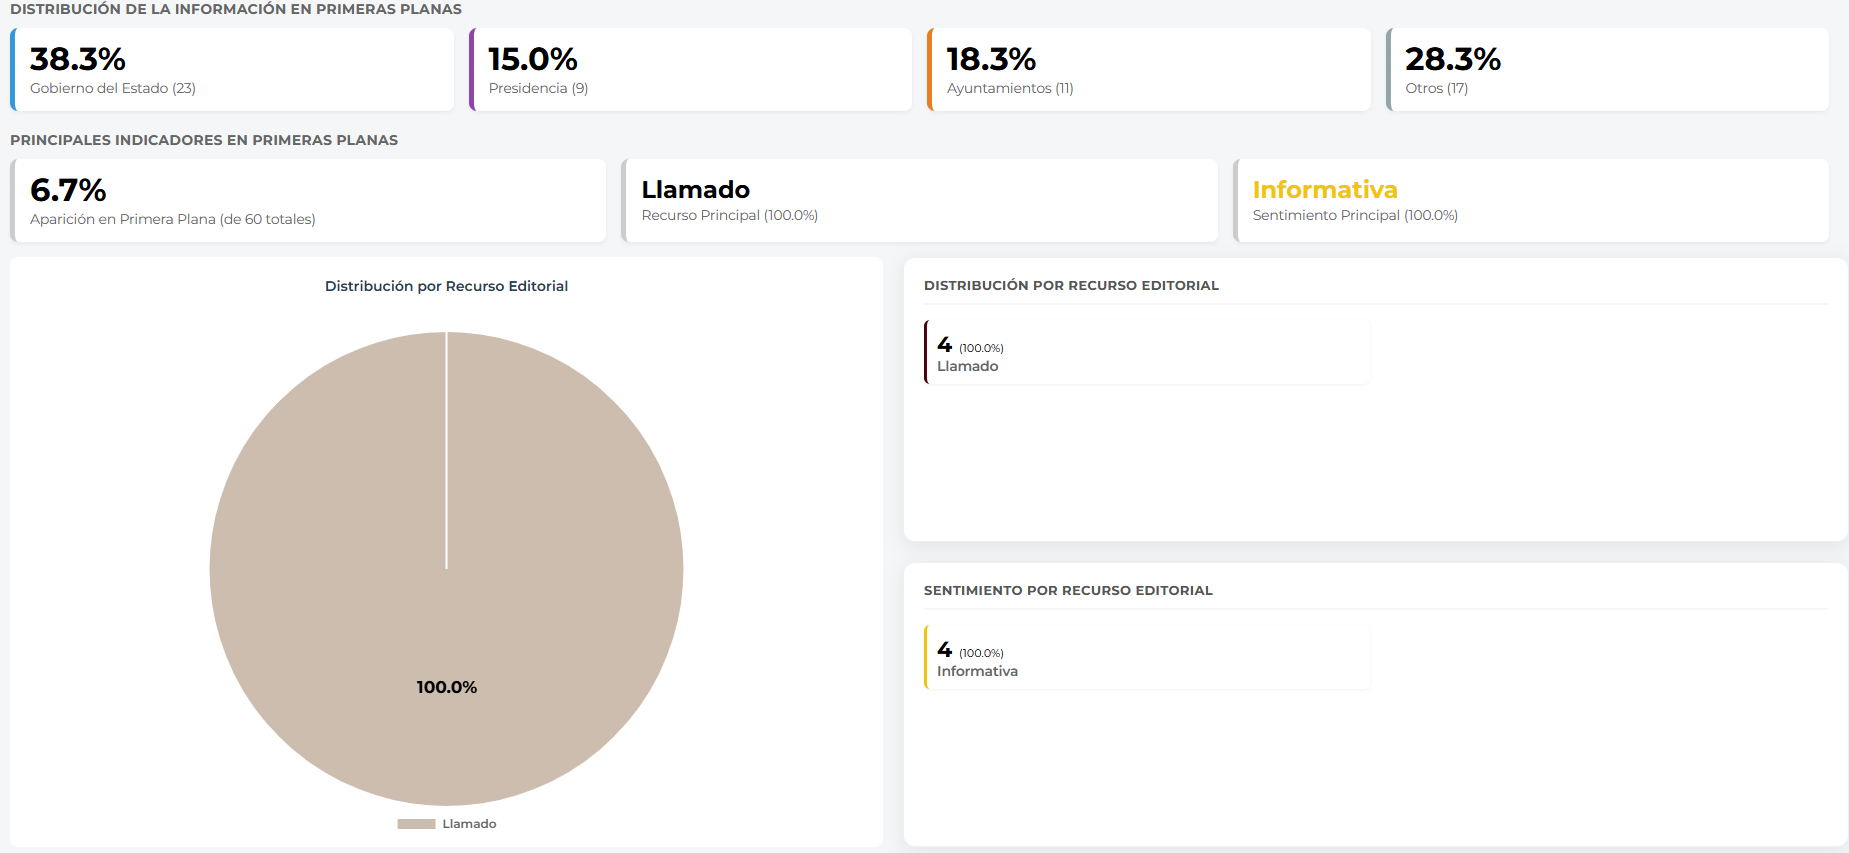 DISTRIBUCIÓN DE LA INFORMACIÓN EN PRIMERAS PLANAS
38.3%
Gobierno del Estado (23)
15.0%
Presidencia (9)
18.3%
Ayuntamientos (11)
28.3%
Otros (17)
PRINCIPALES INDICADORES EN PRIMERAS PLANAS
6.7%
Aparición en Primera Plana (de 60 totales)
Llamado
Recurso Principal (100.0%)
Informativa
Sentimiento Principal (100.0%)
Distribución por Recurso Editorial
100.0%
Llamado
DISTRIBUCIÓN POR RECURSO EDITORIAL
4 (100.0%)
Llamado
SENTIMIENTO POR RECURSO EDITORIAL
4 (100.0%)
Informativa